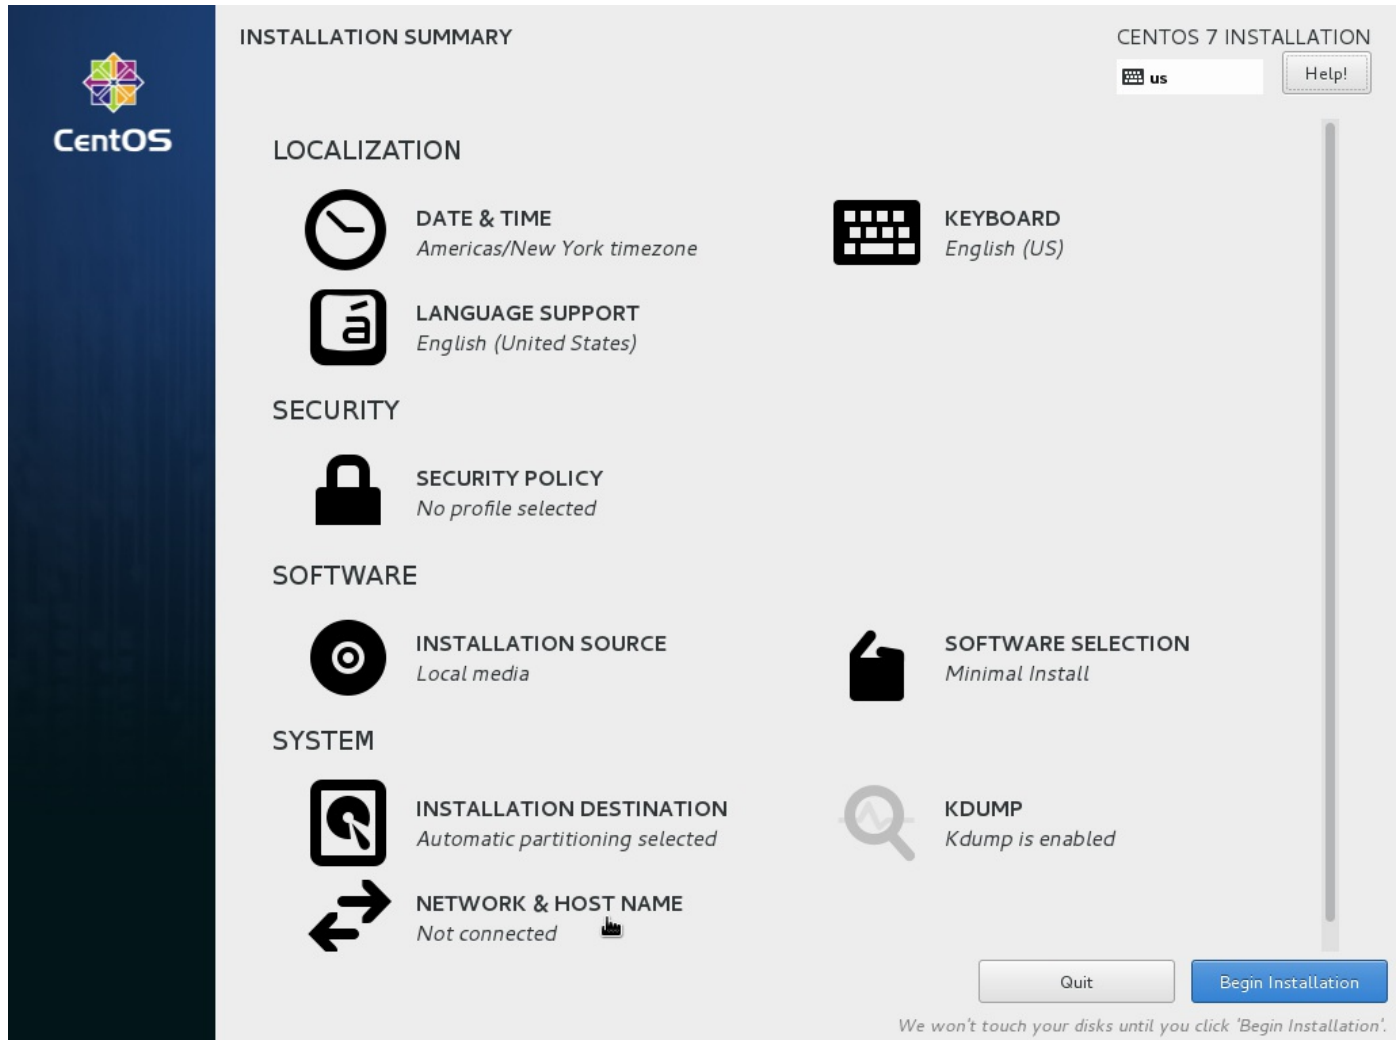 INSTALLATION SUMMARY
CENTOS 7 INSTALLATION
us
Help!
CentOS
LOCALIZATION
DATE & TIME
Americas/New York timezone
KEYBOARD
English (US)
á
LANGUAGE SUPPORT
English (United States)
SECURITY
SECURITY POLICY
No profile selected
SOFTWARE
INSTALLATION SOURCE
Local media
SOFTWARE SELECTION
Minimal Install
SYSTEM
INSTALLATION DESTINATION
Automatic partitioning selected
KDUMP
Kdump is enabled
NETWORK & HOST NAME
Not connected
Quit
Begin Installation
We won't touch your disks until you click 'Begin Installation'.